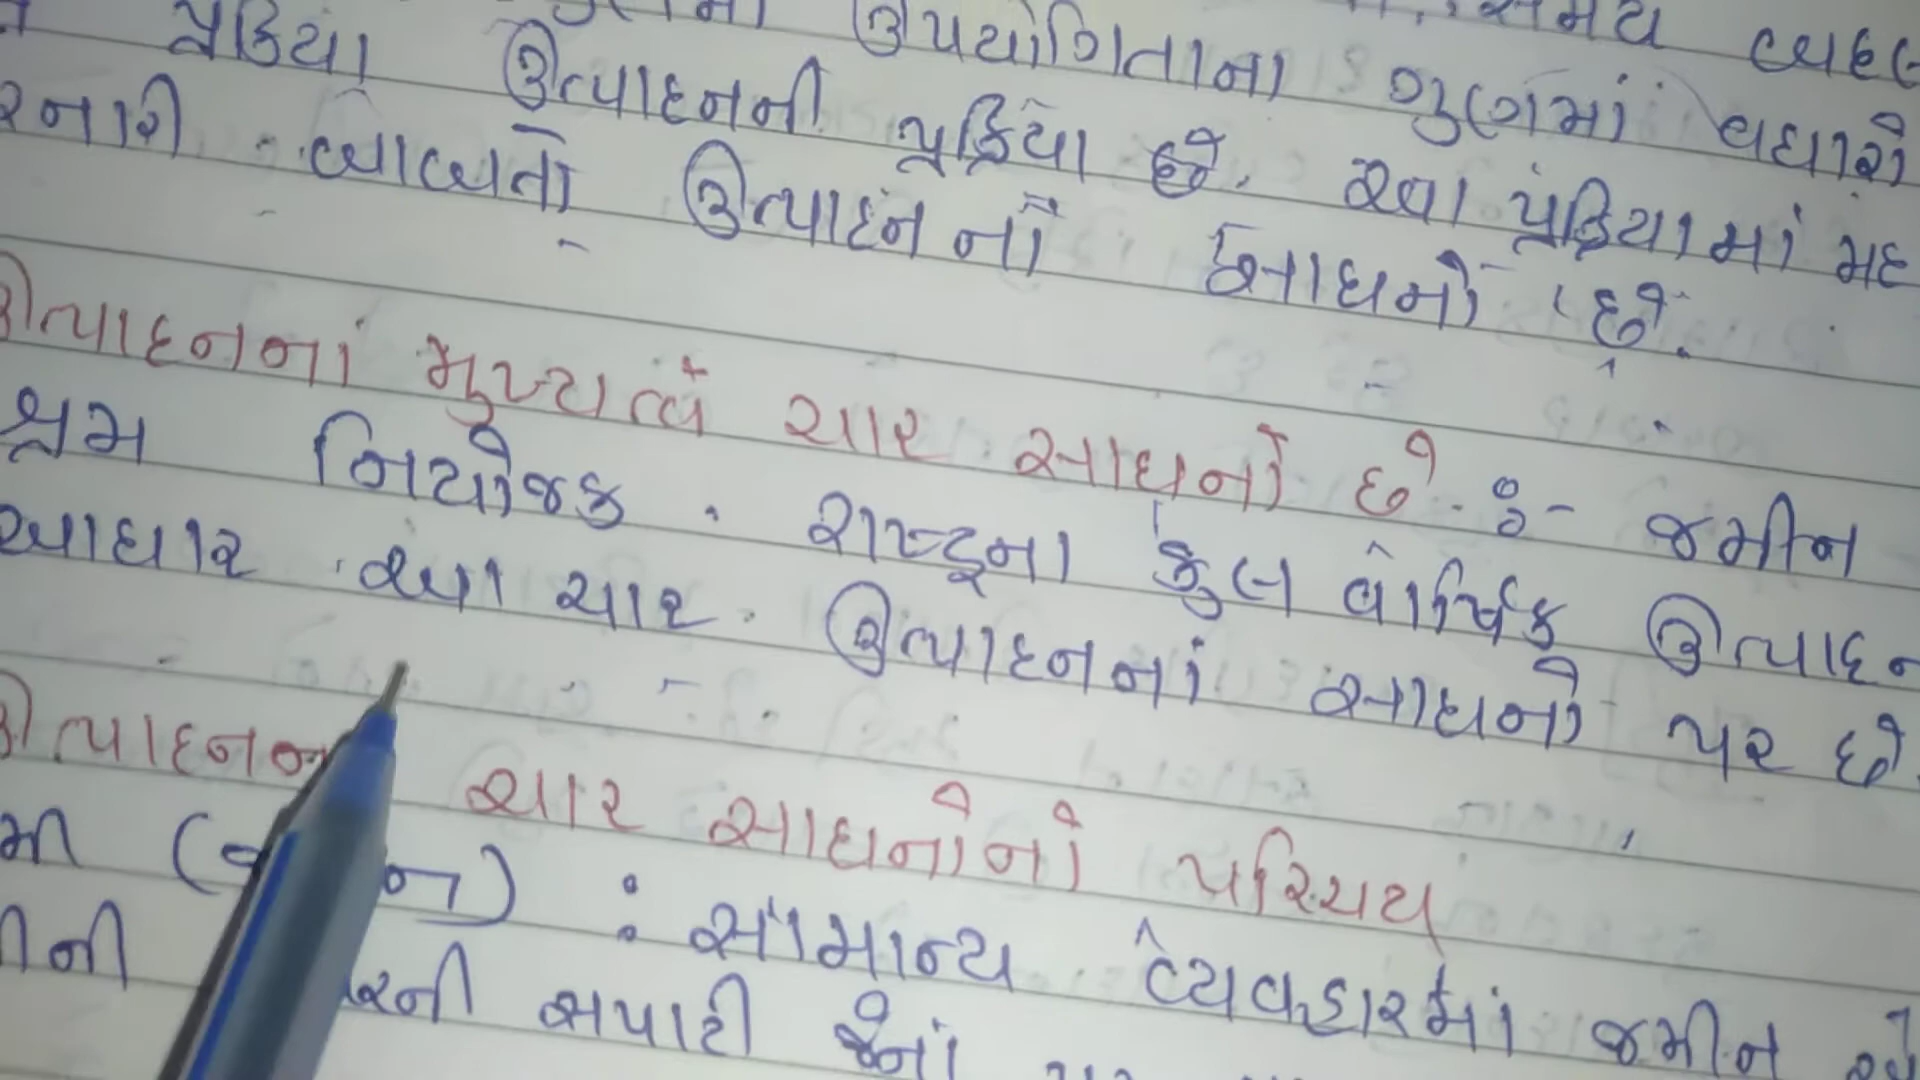 ઉપયોગિતાના ગુણમાં વધારો
પ્રક્રિયા ઉત્પાદનની પ્રક્રિયા છે. આવા પ્રક્રિયામાં મદ
રનારી બાબતો ઉત્પાદનનાં સાધનો છે.
ઉત્પાદનનાં મુખ્યત્વે ચાર સાધનો છે :- જમીન
શ્રમ નિયોજક. રાષ્ટ્રના કુલ વાર્ષિક ઉત્પાદન
આધાર આ ચાર ઉત્પાદનનાં સાધનો પર છે.
ઉત્પાદનના ચાર સાધનોનો પરિચય
: સામાન્ય વ્યવહારમાં જમીન એ
ની રની સપાટી જેનાં